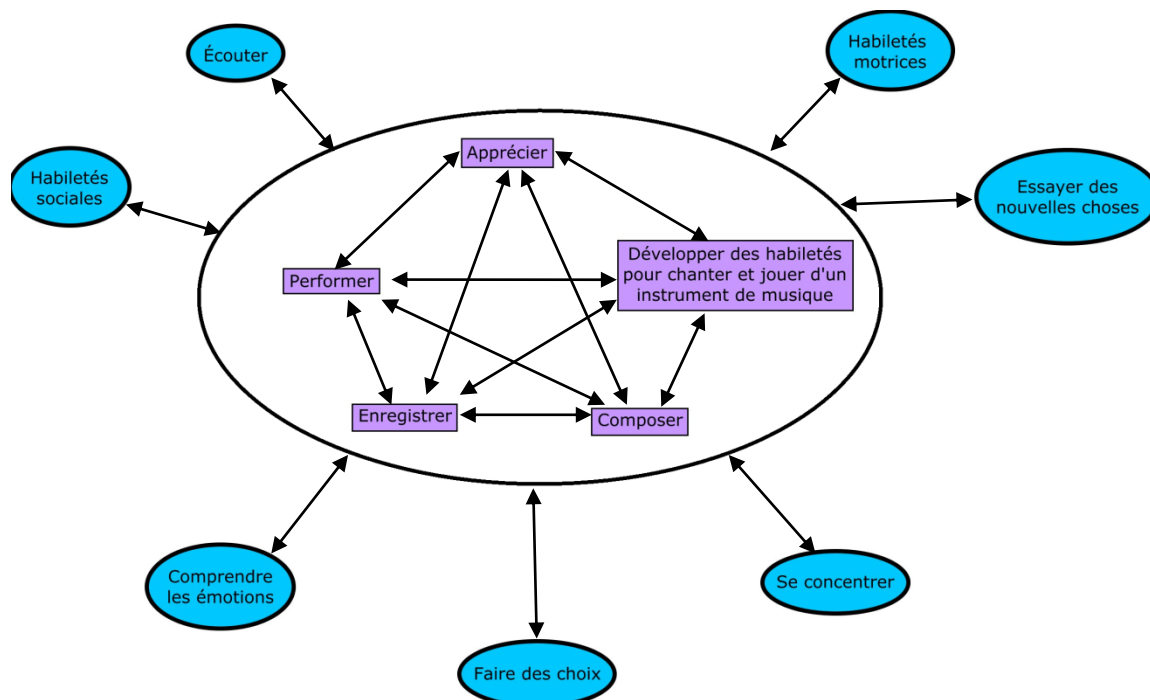 Écouter
Habiletés
motrices
Habiletés
sociales
Essayer des
nouvelles choses
Apprécier
Performer
Développer des habiletés
pour chanter et jouer d'un
instrument de musique
Enregistrer
Composer
Comprendre
les émotions
Se concentrer
Faire des choix